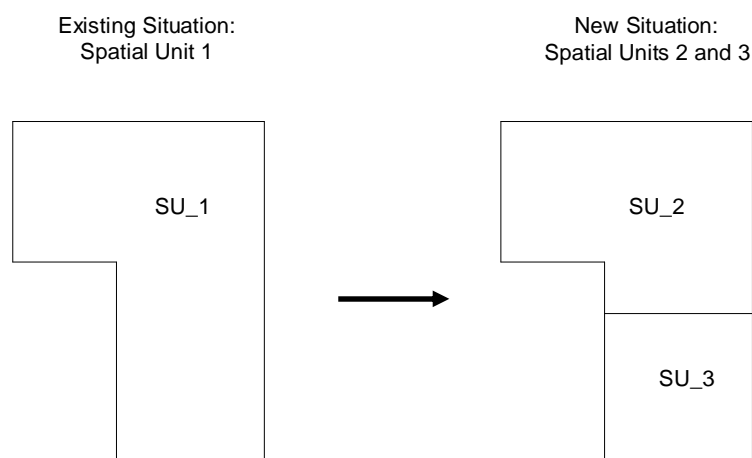 Existing Situation:
Spatial Unit 1
New Situation:
Spatial Units 2 and 3
SU_1
SU_2
SU_3